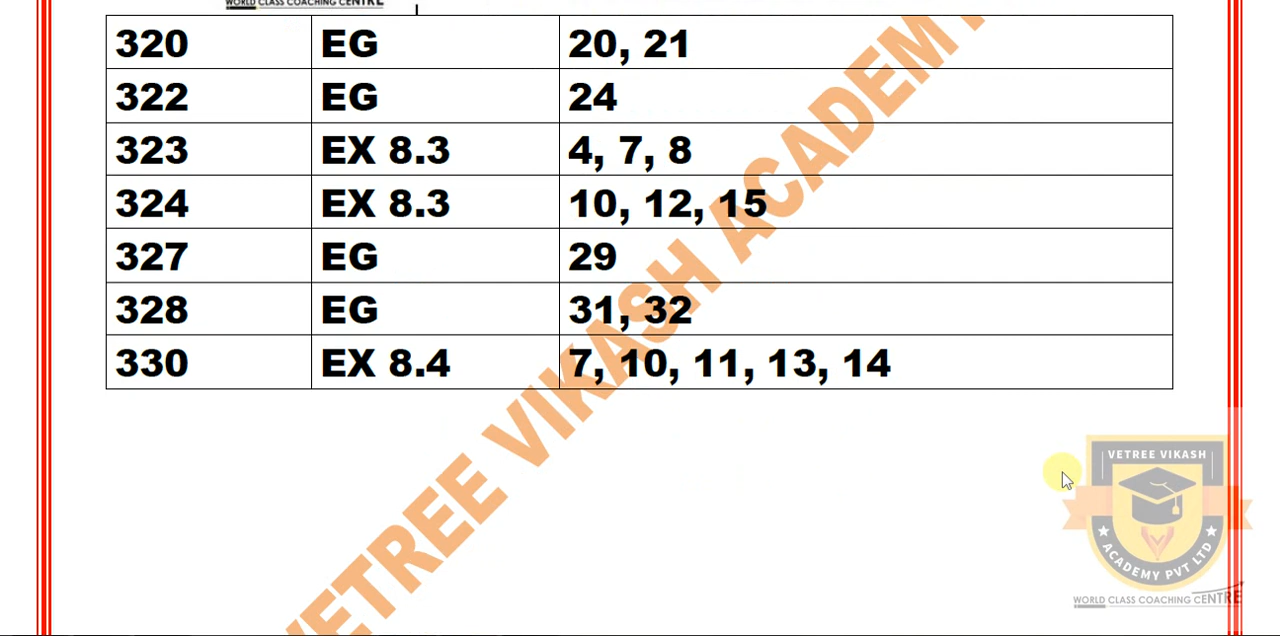 WORLD CLASS COACHING CENTRE
320 EG 20, 21
322 EG 24
323 EX 8.3 4, 7, 8
324 EX 8.3 10, 12, 15
327 EG 29
328 EG 31, 32
330 EX 8.4 7, 10, 11, 13, 14
VETREE VIKASH ACADEMY
VETREE VIKASH
ACADEMY PVT LTD
WORLD CLASS COACHING CENTRE